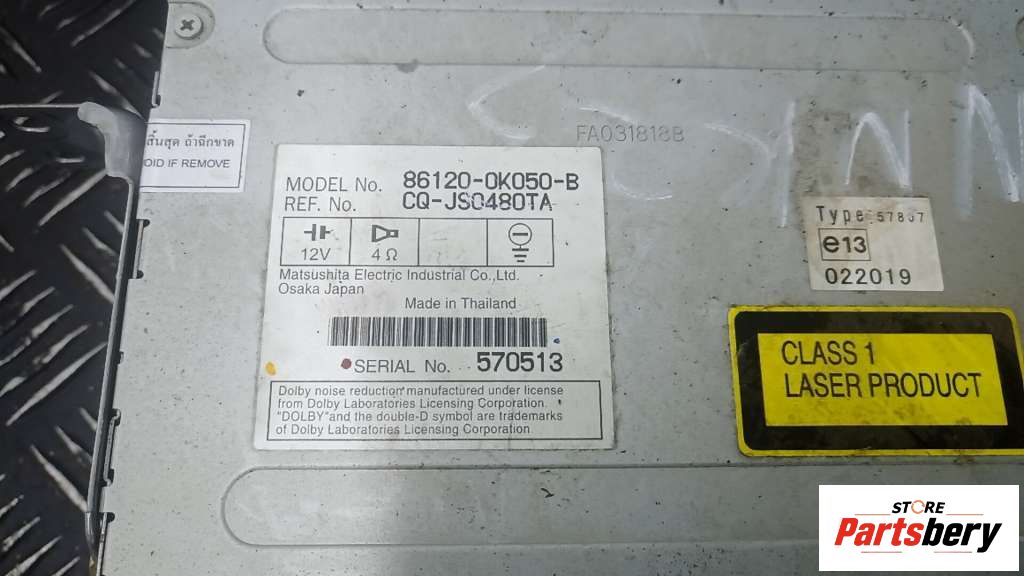 FA031818B
สิ้นสุด ถ้าฉีกขาด
OID IF REMOVE
MODEL No. 86120-0K050-B
REF. No. CQ-JS0480TA
12V 4Ω
Matsushita Electric Industrial Co.,Ltd.
Osaka Japan
Made in Thailand
SERIAL No. 570513
Dolby noise reduction manufactured under license
from Dolby Laboratories Licensing Corporation.
"DOLBY"and the double-D symbol are trademarks
of Dolby Laboratories Licensing Corporation
Type 57867
e13
022019
CLASS 1
LASER PRODUCT
STORE
Partsbery